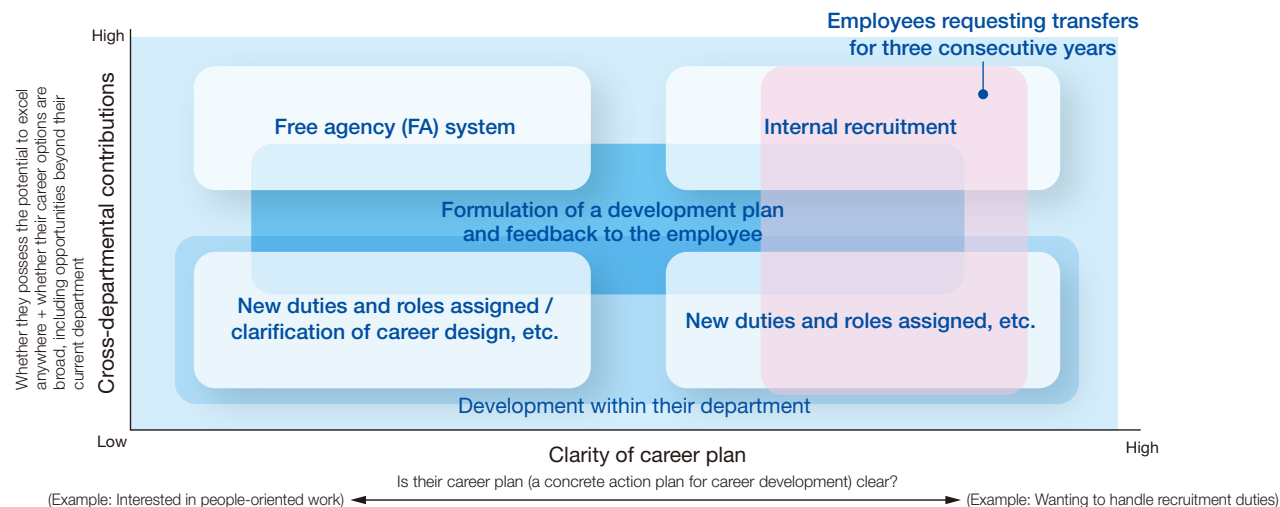 Employees requesting transfers
for three consecutive years
High
Whether they possess the potential to excel
anywhere + whether their career options are
broad, including opportunities beyond their
current department
Cross-departmental contributions
Free agency (FA) system
Internal recruitment
Formulation of a development plan
and feedback to the employee
New duties and roles assigned /
clarification of career design, etc.
New duties and roles assigned, etc.
Development within their department
Low
Clarity of career plan
High
Is their career plan (a concrete action plan for career development) clear?
(Example: Interested in people-oriented work)
(Example: Wanting to handle recruitment duties)